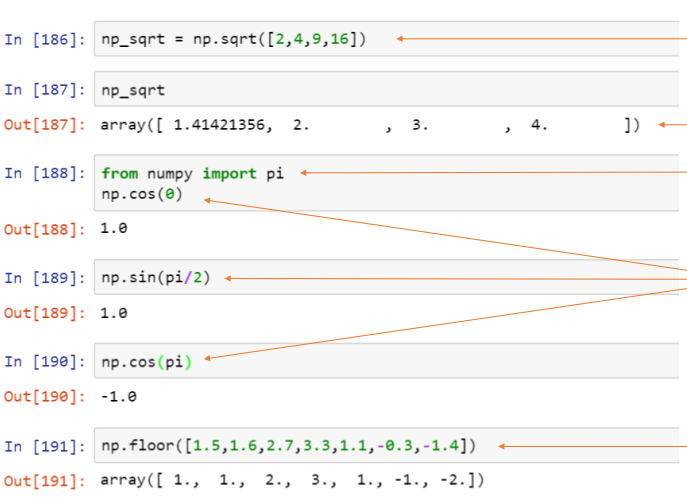 In [186]: np_sqrt = np.sqrt([2,4,9,16])
In [187]: np_sqrt
Out[187]: array([ 1.41421356,  2.        ,  3.        ,  4.        ])
In [188]: from numpy import pi
np.cos(0)
Out[188]: 1.0
In [189]: np.sin(pi/2)
Out[189]: 1.0
In [190]: np.cos(pi)
Out[190]: -1.0
In [191]: np.floor([1.5,1.6,2.7,3.3,1.1,-0.3,-1.4])
Out[191]: array([ 1.,  1.,  2.,  3.,  1., -1., -2.])